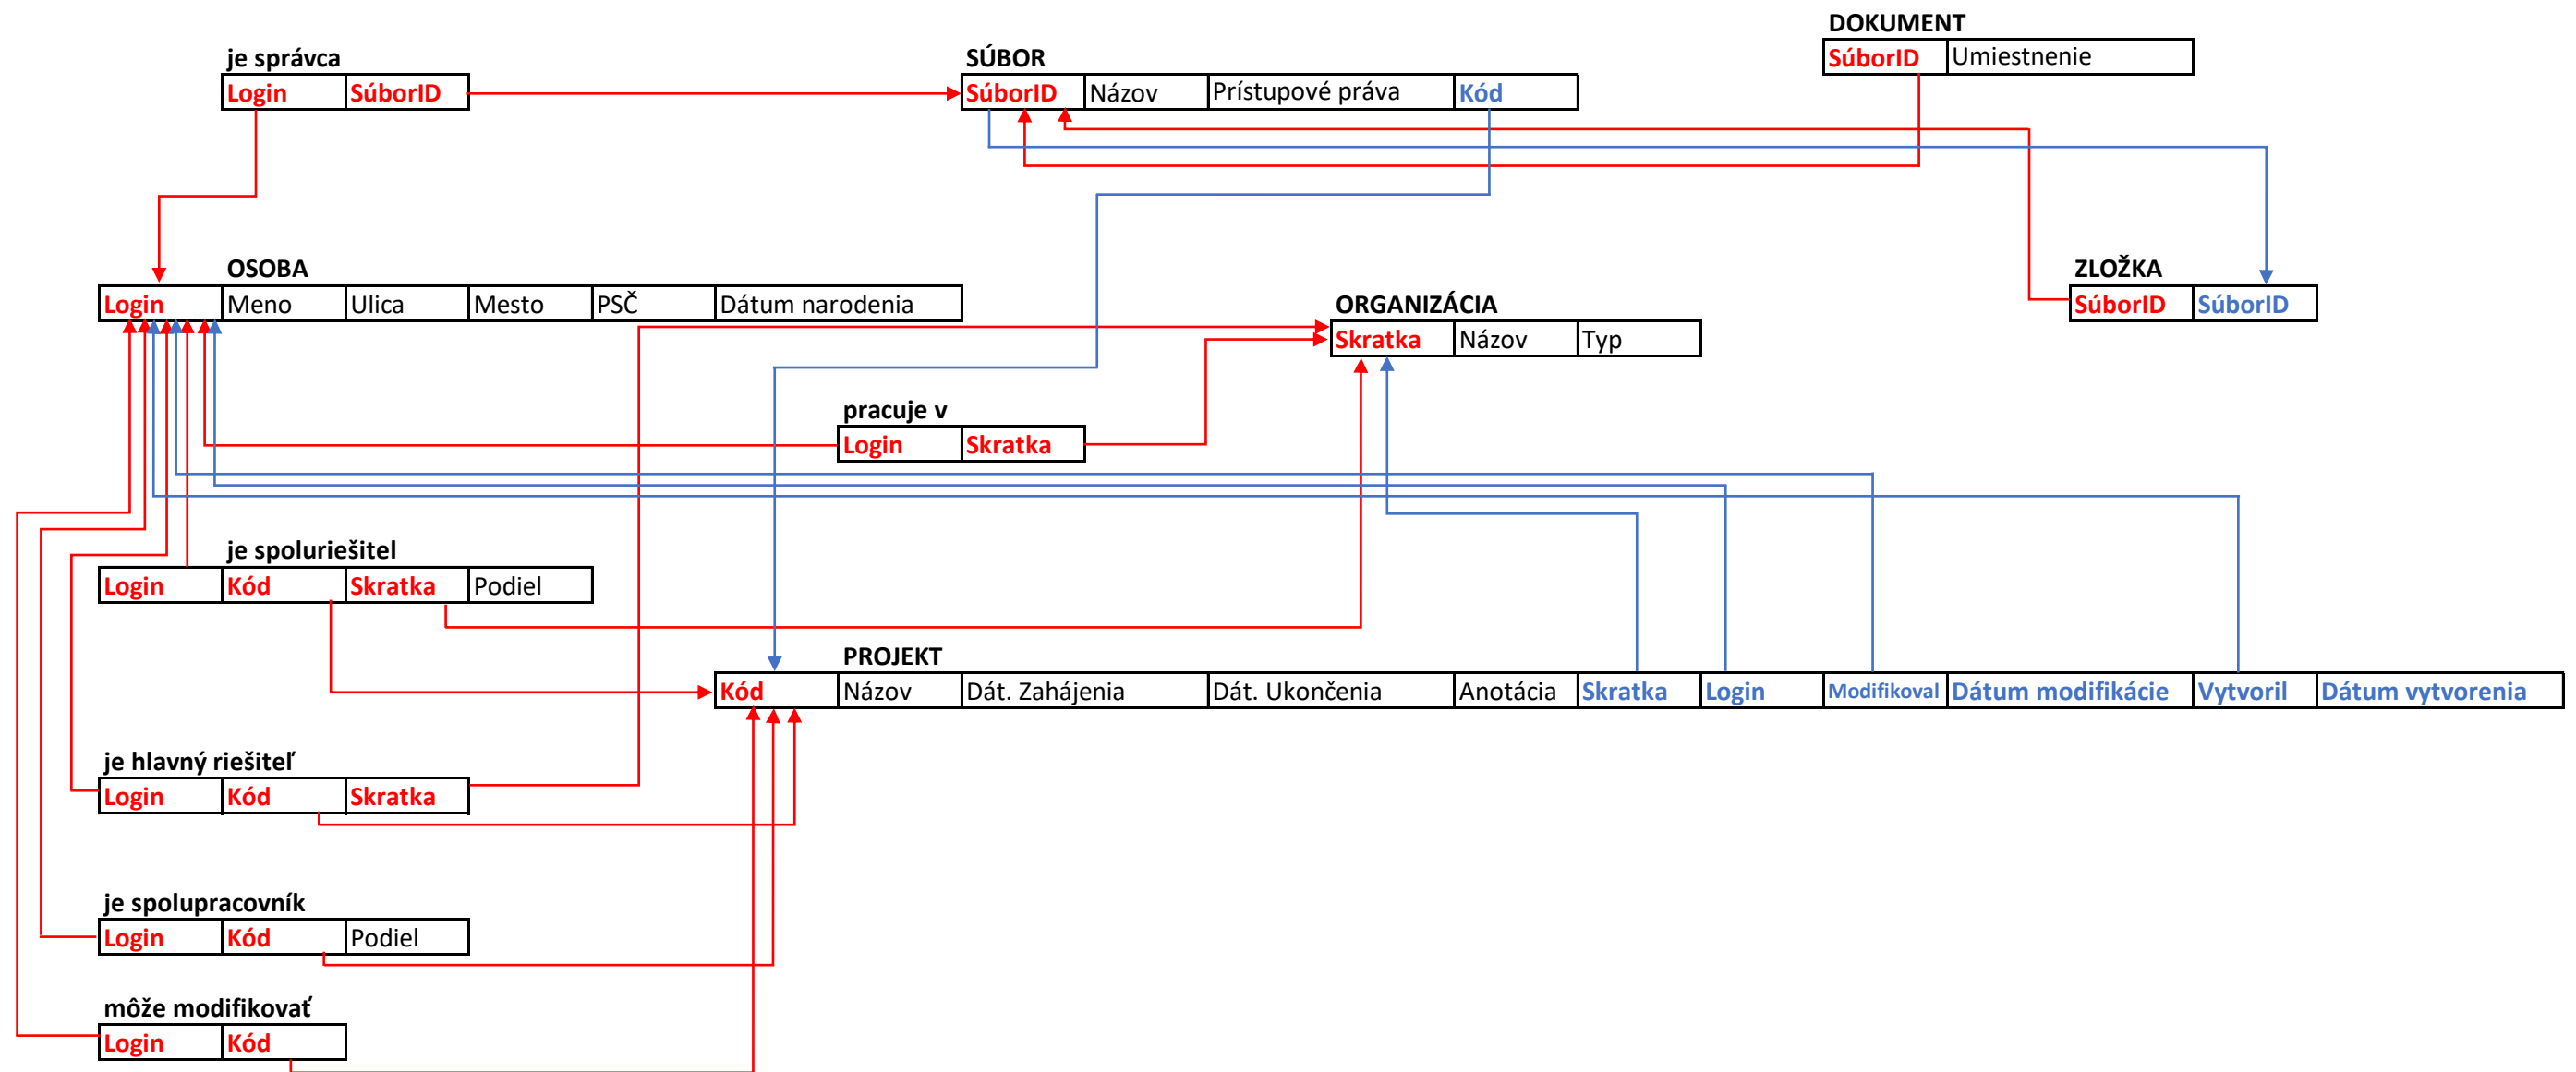 DOKUMENT
SúborID Umiestnenie
je správca
Login SúborID
SÚBOR
SúborID Názov Prístupové práva Kód
OSOBA
Login Meno Ulica Mesto PSČ Dátum narodenia
ZLOŽKA
SúborID SúborID
ORGANIZÁCIA
Skratka Názov Typ
pracuje v
Login Skratka
je spoluriešitel
Login Kód Skratka Podiel
PROJEKT
Kód Názov Dát. Zahájenia Dát. Ukončenia Anotácia Skratka Login Modifikoval Dátum modifikácie Vytvoril Dátum vytvorenia
je hlavný riešiteľ
Login Kód Skratka
je spolupracovník
Login Kód Podiel
môže modifikovať
Login Kód